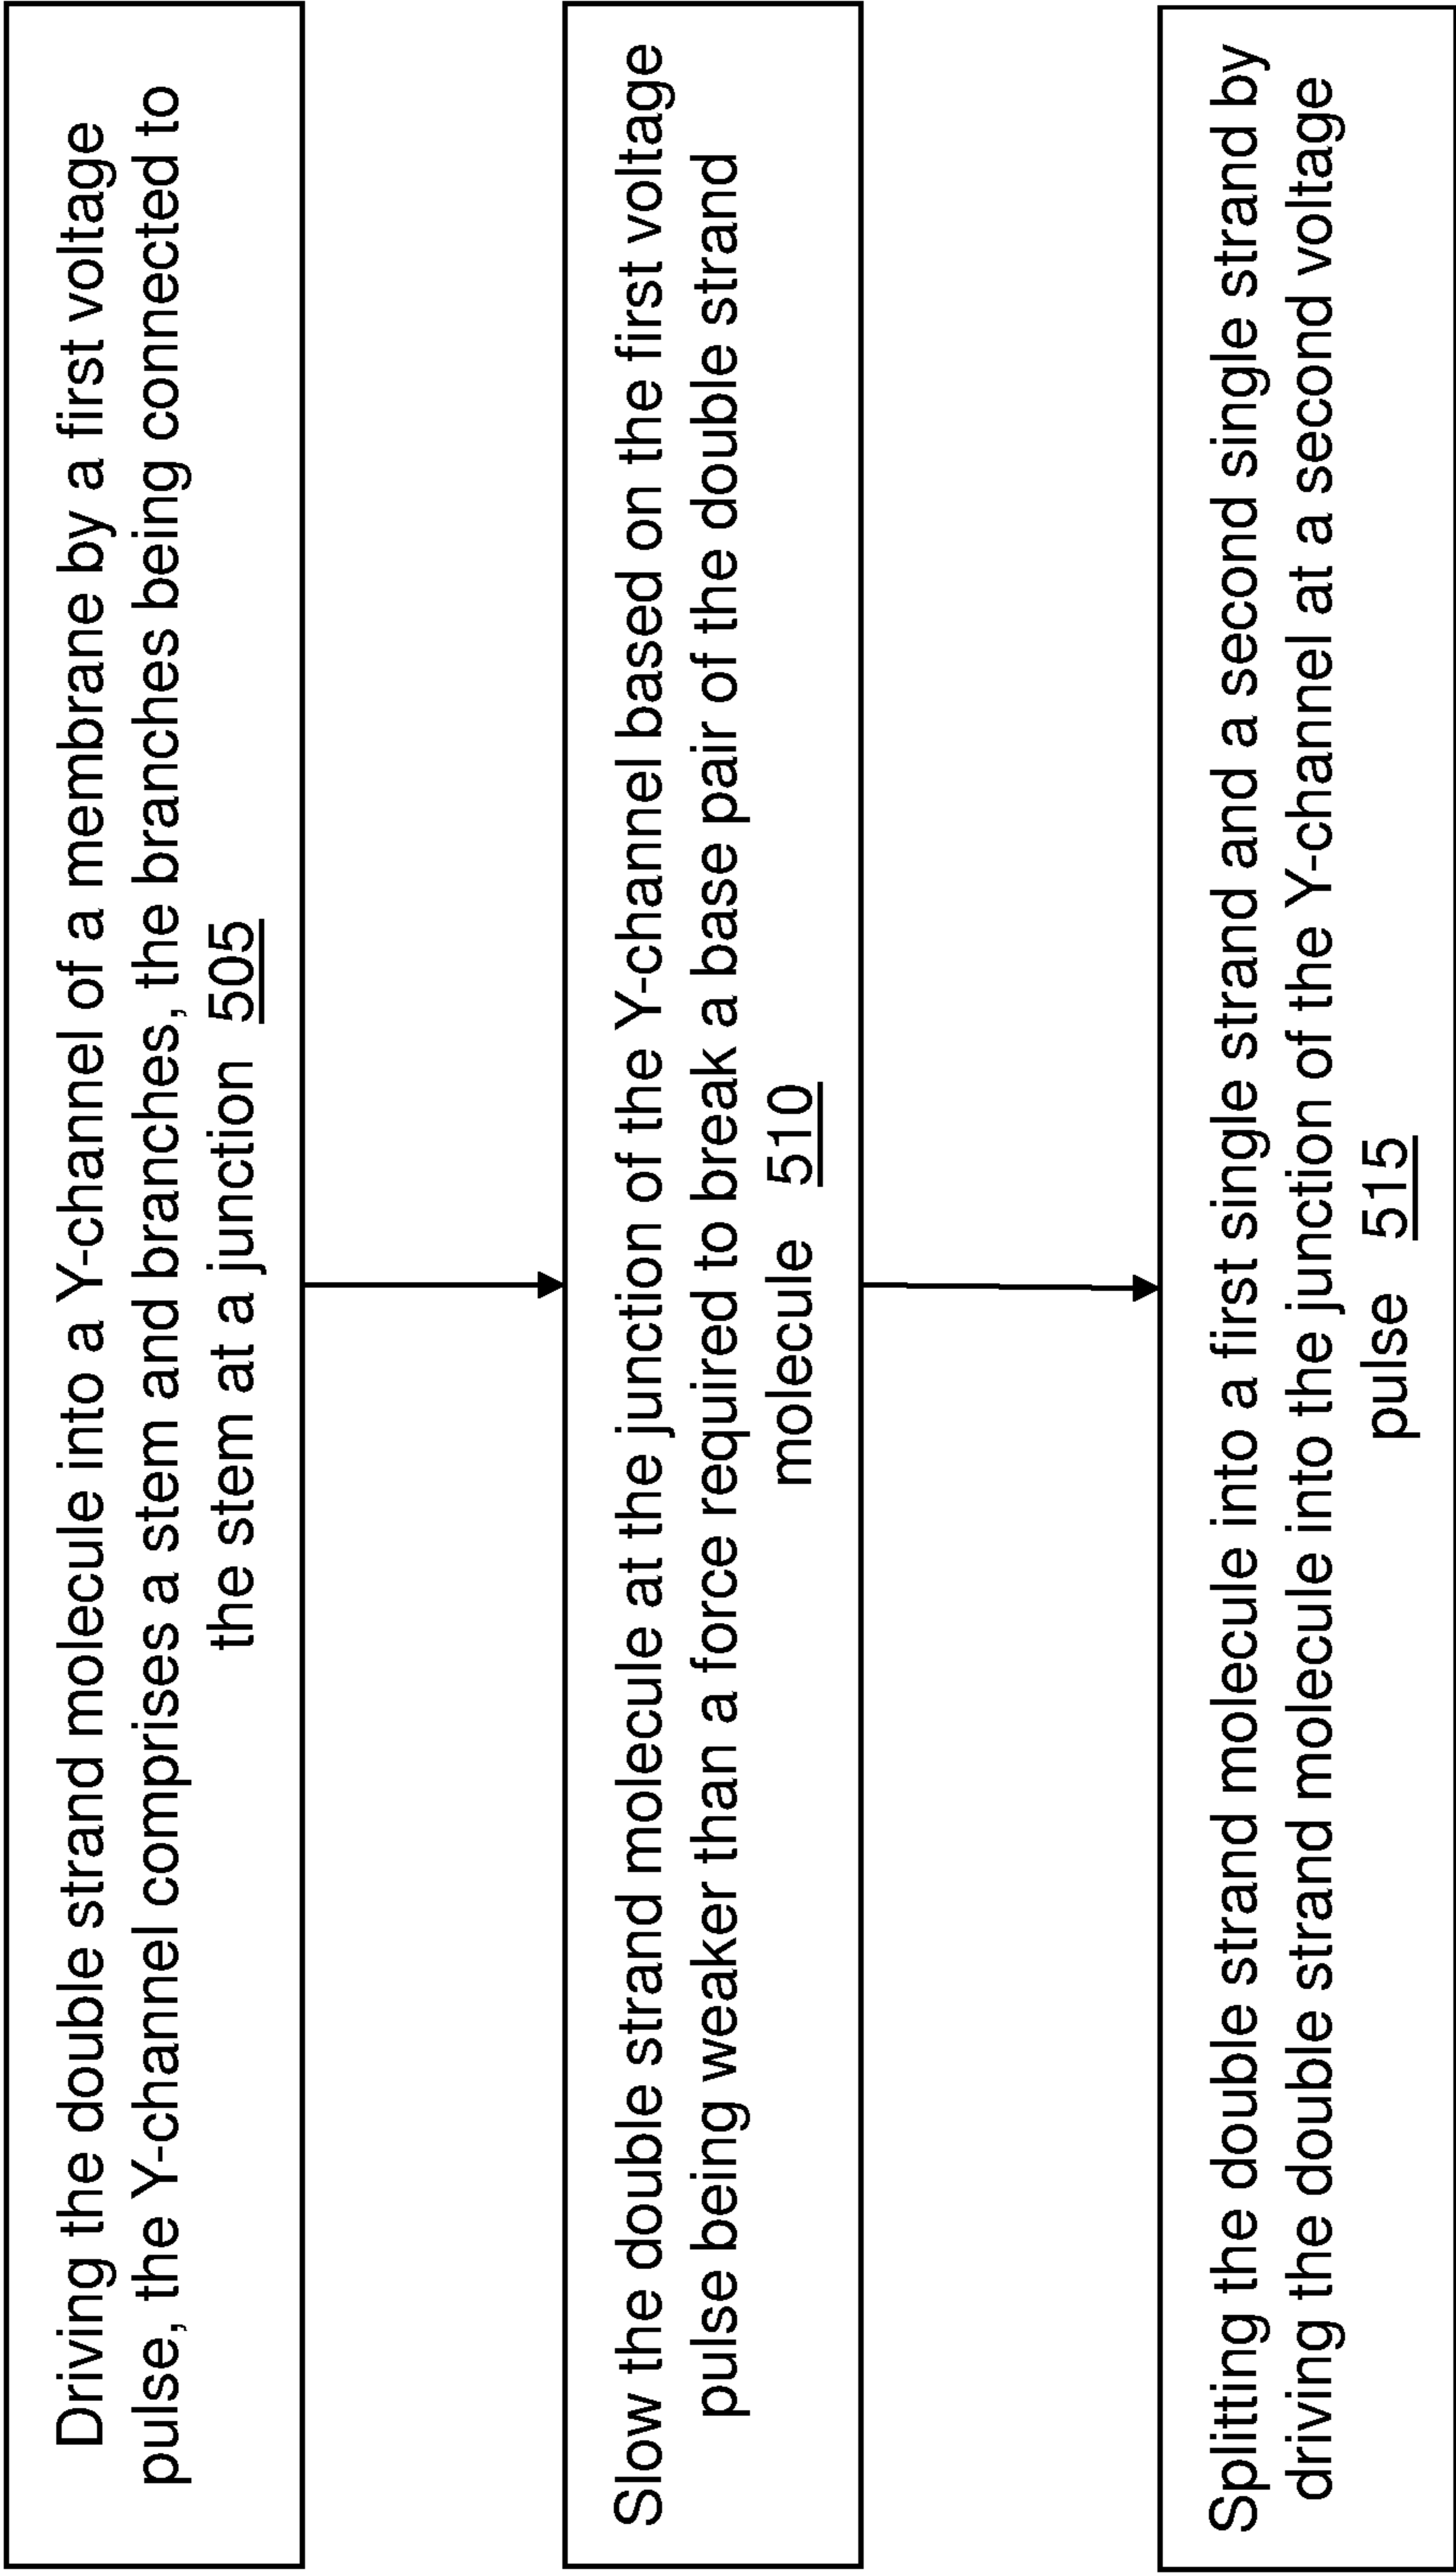 Driving the double strand molecule into a Y-channel of a membrane by a first voltage
pulse, the Y-channel comprises a stem and branches, the branches being connected to
the stem at a junction 505
Slow the double strand molecule at the junction of the Y-channel based on the first voltage
pulse being weaker than a force required to break a base pair of the double strand
molecule 510
Splitting the double strand molecule into a first single strand and a second single strand by
driving the double strand molecule into the junction of the Y-channel at a second voltage
pulse 515